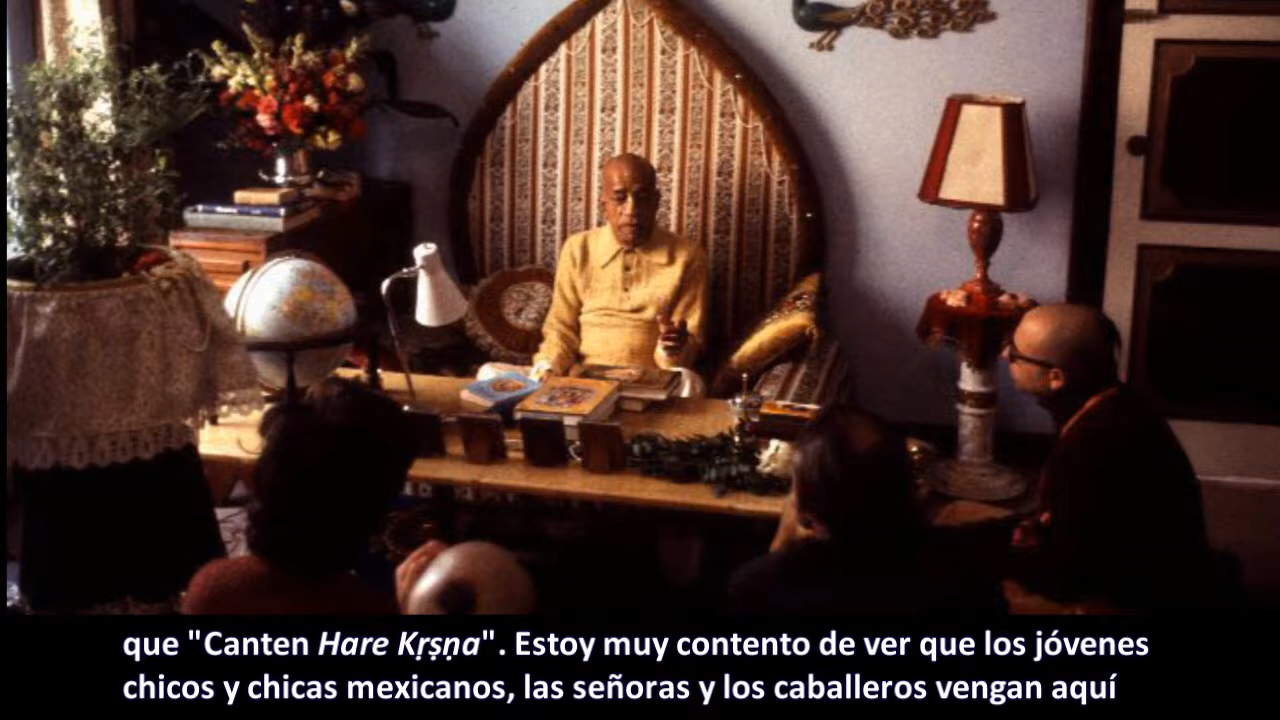 que "Canten Hare Kṛṣṇa". Estoy muy contento de ver que los jóvenes
chicos y chicas mexicanos, las señoras y los caballeros vengan aquí